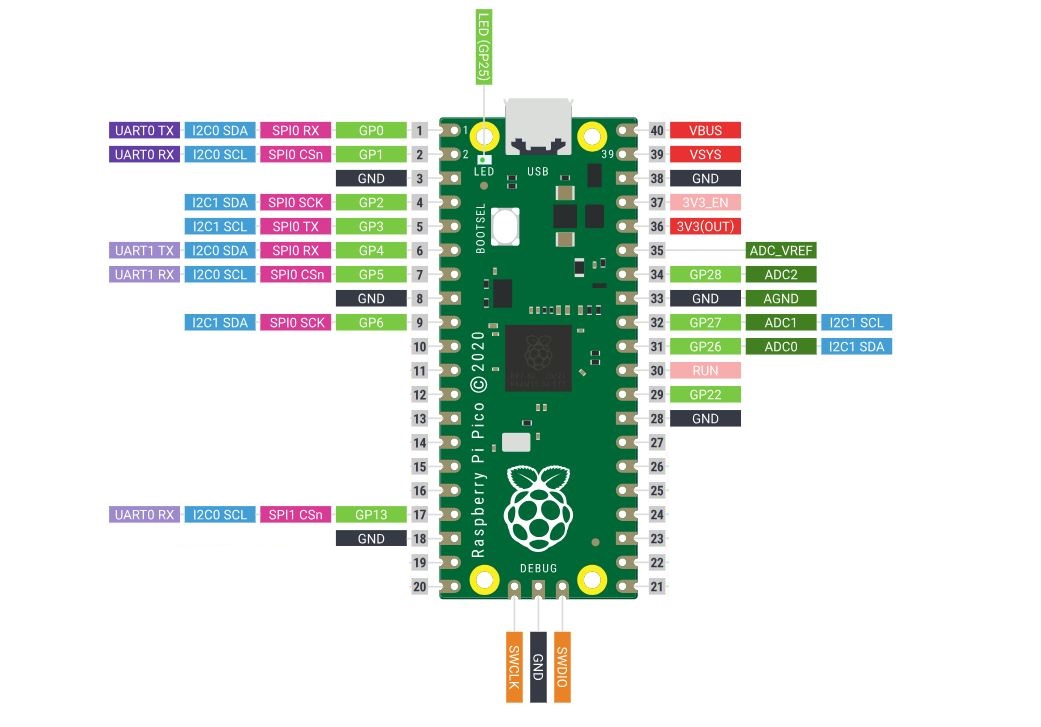 LED (GP25)
UART0 TX I2C0 SDA SPI0 RX GP0 1 1 40 VBUS
UART0 RX I2C0 SCL SPI0 CSn GP1 2 2 39 39 VSYS
LED USB
GND 3 38 GND
I2C1 SDA SPI0 SCK GP2 4 37 3V3_EN
I2C1 SCL SPI0 TX GP3 5 36 3V3(OUT)
BOOTSEL
UART1 TX I2C0 SDA SPI0 RX GP4 6 35 ADC_VREF
UART1 RX I2C0 SCL SPI0 CSn GP5 7 34 GP28 ADC2
GND 8 33 GND AGND
I2C1 SDA SPI0 SCK GP6 9 32 GP27 ADC1 I2C1 SCL
10 31 GP26 ADC0 I2C1 SDA
11 30 RUN
12 29 GP22
13 28 GND
14 27
15 26
16 25
Raspberry Pi Pico ©2020
UART0 RX I2C0 SCL SPI1 CSn GP13 17 24
GND 18 23
19 22
DEBUG
20 21
SWCLK GND SWDIO